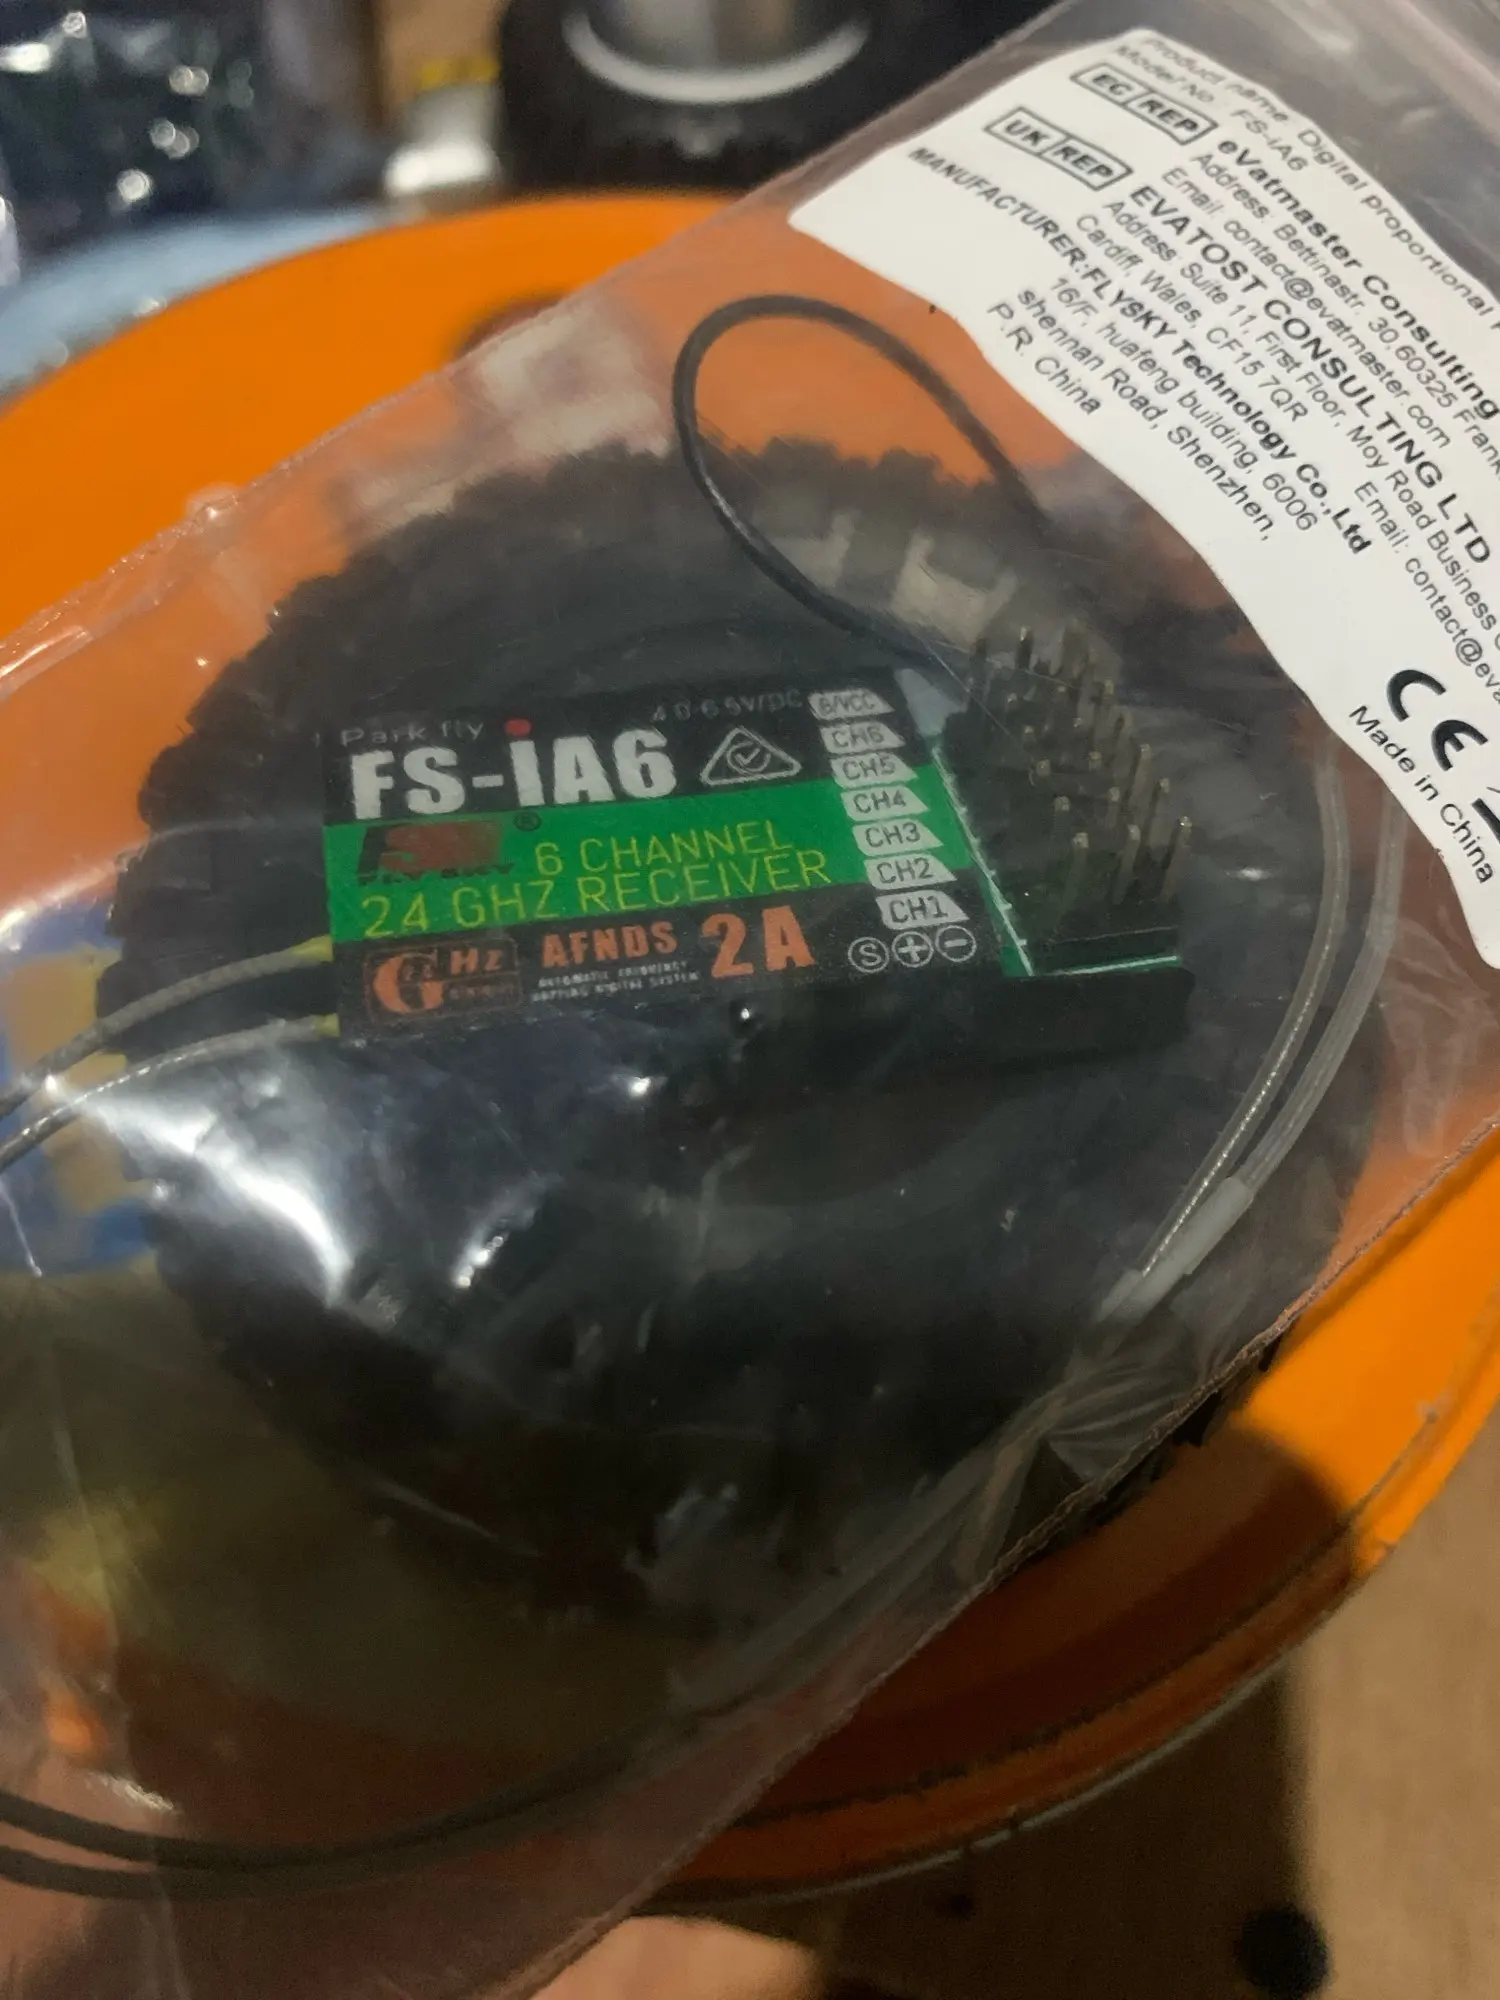 Product name Digital proportional
Model No.: FS-iA6
EC REP
eVatmaster Consulting
Address: Bettinastr. 30,60325
Email: contact@evatmaster.com
UK REP
EVATOST CONSULTING LTD
Address: Suite 11, First Floor, Moy Road Business
Cardiff, Wales, CF15 7QR Email:
MANUFACTURER:FLYSKY Technology Co.,Ltd
16/F, huafeng building, 6006
shennan Road, Shenzhen,
P.R. China
CE
Made in China
Park fly
4.0-6.5V/DC
FS-iA6
6 CHANNEL
2.4 GHZ RECEIVER
GHz
AFNDS 2A
B/VCC
CH6
CH5
CH4
CH3
CH2
CH1
S + −